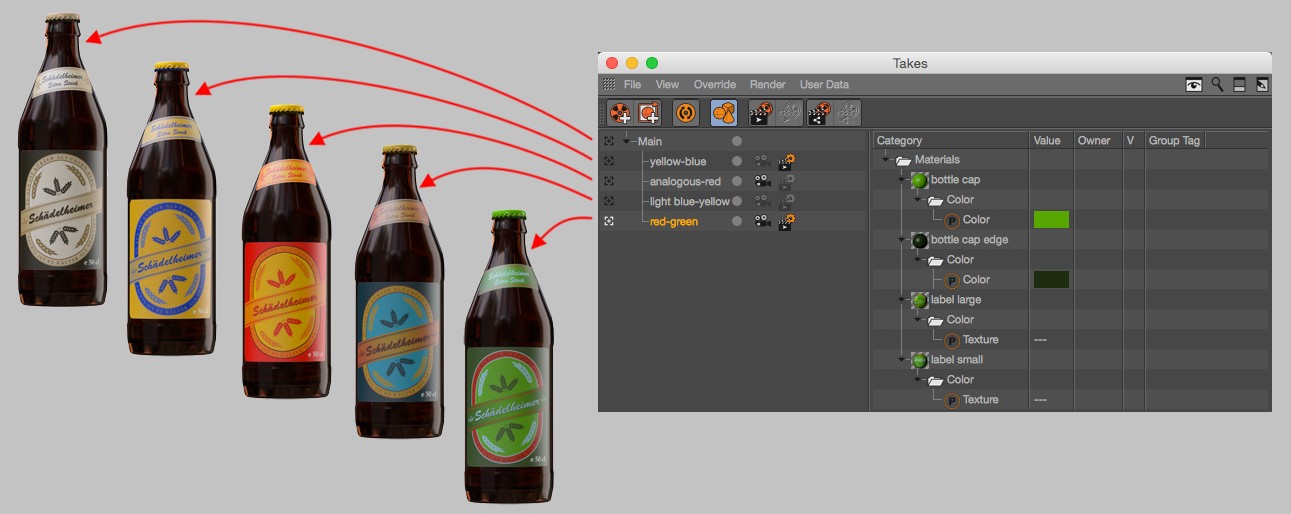 Schädelheimer
Extra Stark
Schädelheimer
Schädelheimer
Extra Stark
Schädelheimer
e 50 cl
Schädelheimer
Extra Stark
Schädelheimer
e 50 cl
Schädelheimer
Extra Stark
Schädelheimer
e 50 cl
Schädelheimer
Extra Stark
Schädelheimer
e 50 cl
Takes
File View Override Render User Data
Main
yellow-blue
analogous-red
light blue-yellow
red-green
Category Value Owner V Group Tag
Materials
bottle cap
Color
P Color
bottle cap edge
Color
P Color
label large
Color
P Texture ---
label small
Color
P Texture ---